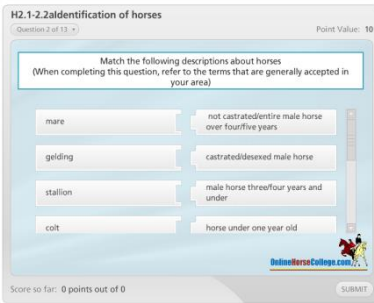 H2.1-2.2aIdentification of horses
Question 2 of 13
Point Value: 10
Match the following descriptions about horses
(When completing this question, refer to the terms that are generally accepted in
your area)
mare
not castrated/entire male horse
over four/five years
gelding
castrated/desexed male horse
stallion
male horse three/four years and
under
colt
horse under one year old
OnlineHorseCollege.com
Score so far: 0 points out of 0
SUBMIT